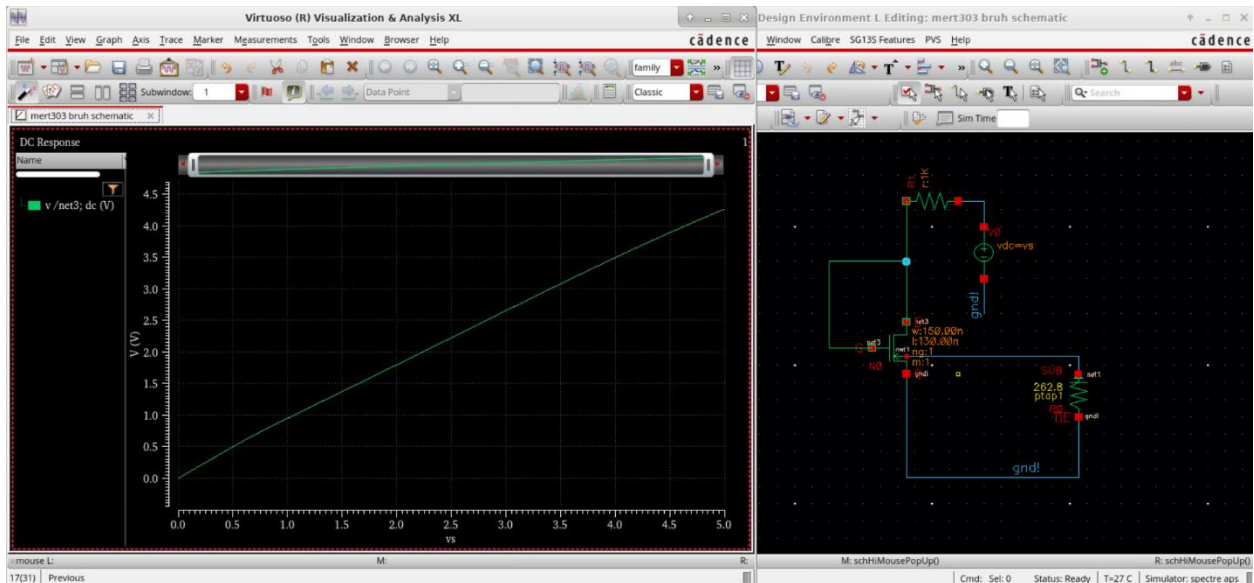 Virtuoso (R) Visualization & Analysis XL
File Edit View Graph Axis Trace Marker Measurements Tools Window Browser Help
cādence
family
Subwindow: 1
Data Point
Classic
mert303 bruh schematic
DC Response
1
Name
v /net3; dc (V)
4.5
4.0
3.5
3.0
2.5
2.0
1.5
1.0
0.5
0.0
V (V)
0.0 0.5 1.0 1.5 2.0 2.5 3.0 3.5 4.0 4.5 5.0
vs
mouse L: M: R:
17(31) Previous
Design Environment L Editing: mert303 bruh schematic
Window Calibre SG13S Features PVS Help
cādence
abc
Search
Sim Time
r:1K
V0
vdc=vs
gnd!
net3
w:150.00n
l:130.00n
ng:1
m:1
net3
G
net1
N0
gnd!
SUB
net1
262.8
ptap1
R0
TIE
gnd!
gnd!
M: schHiMousePopUp() R: schHiMousePopUp()
Cmd: Sel: 0 Status: Ready T=27 C Simulator: spectre aps